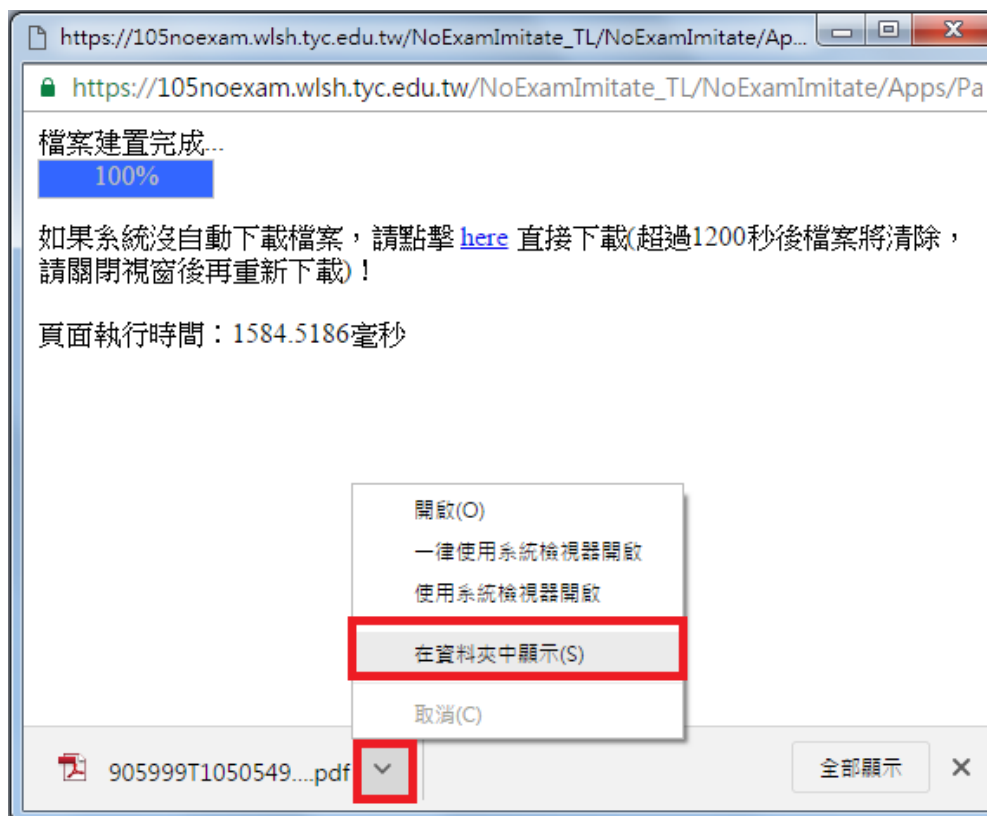 https://105noexam.wlsh.tyc.edu.tw/NoExamImitate_TL/NoExamImitate/Ap...
https://105noexam.wlsh.tyc.edu.tw/NoExamImitate_TL/NoExamImitate/Apps/Pa
檔案建置完成...
100%
如果系統沒自動下載檔案，請點擊 here 直接下載(超過1200秒後檔案將清除，
請關閉視窗後再重新下載)！
頁面執行時間：1584.5186毫秒
開啟(O)
一律使用系統檢視器開啟
使用系統檢視器開啟
在資料夾中顯示(S)
取消(C)
905999T1050549....pdf
全部顯示